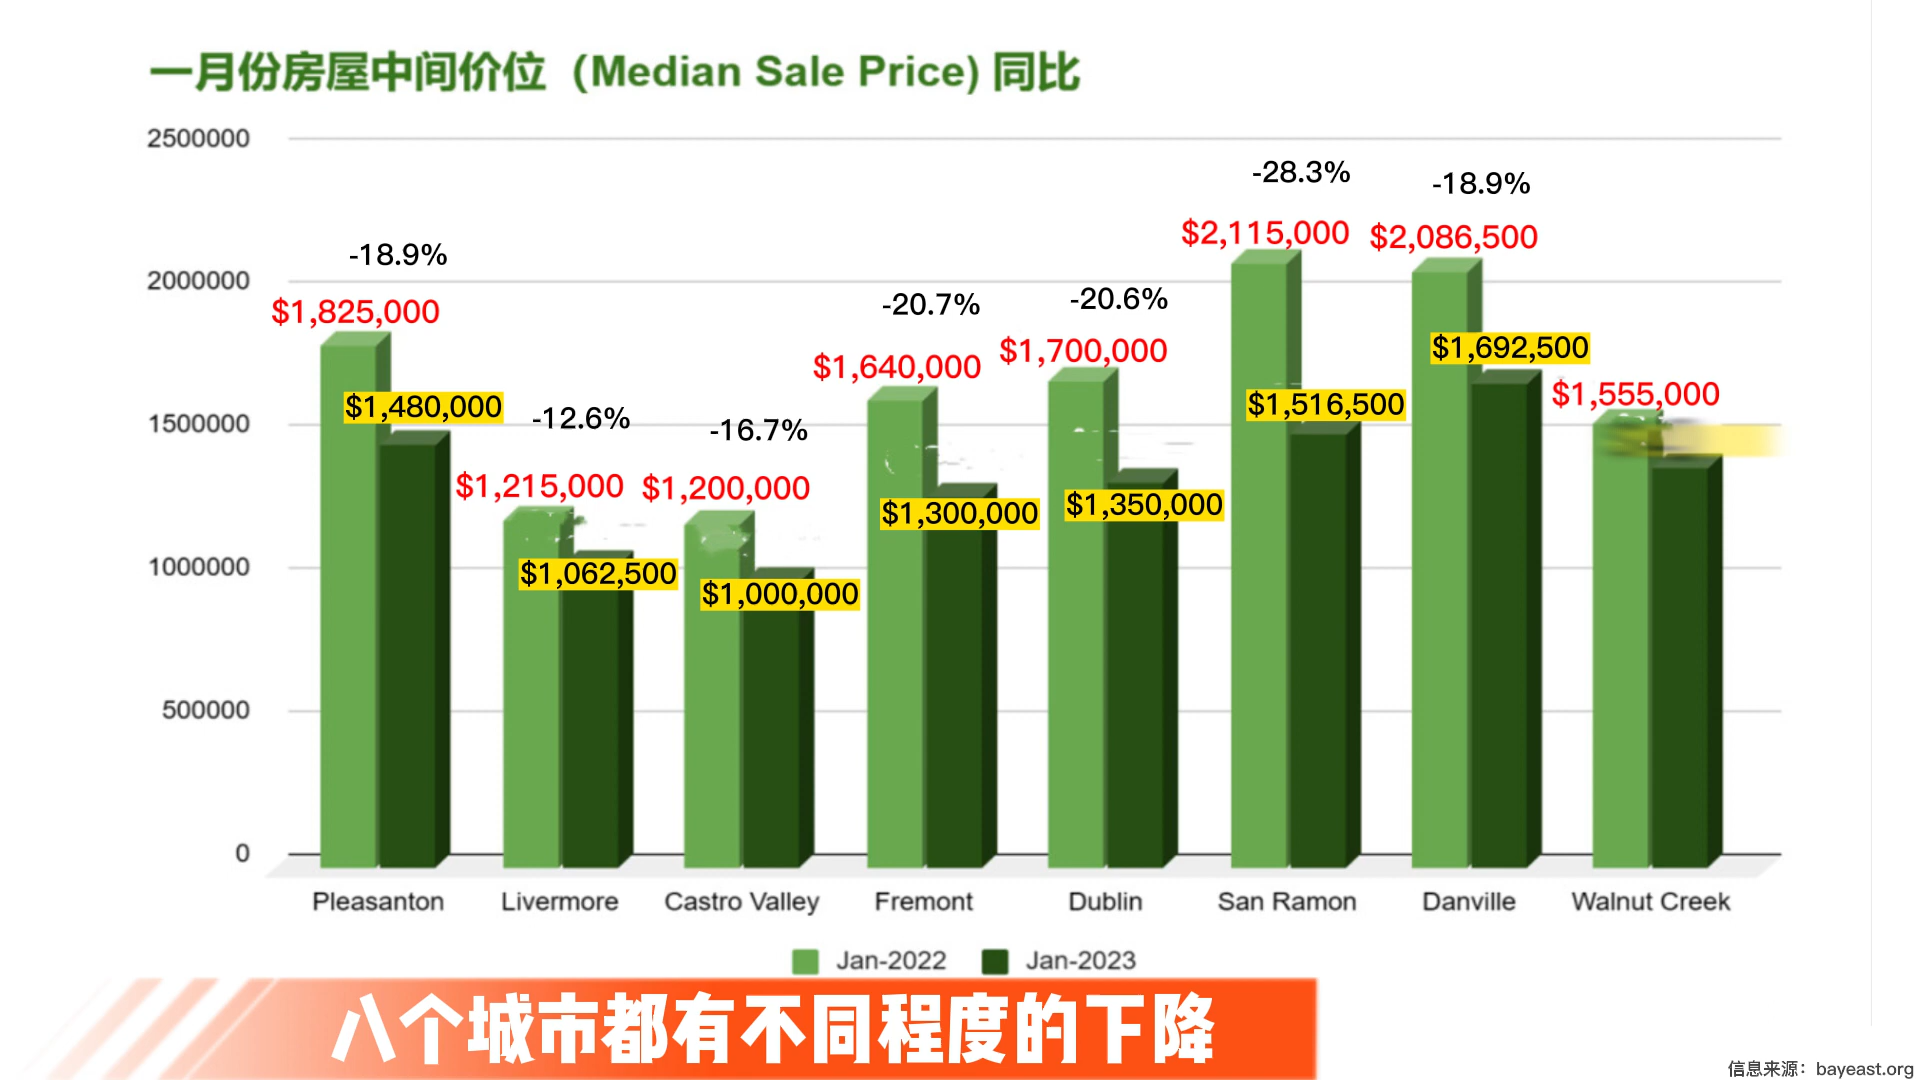 一月份房屋中间价位（Median Sale Price) 同比
2500000
2000000
1500000
1000000
500000
0
-18.9%
$1,825,000
$1,480,000
-12.6%
$1,215,000
$1,062,500
-16.7%
$1,200,000
$1,000,000
-20.7%
$1,640,000
$1,300,000
-20.6%
$1,700,000
$1,350,000
-28.3%
$2,115,000
$1,516,500
-18.9%
$2,086,500
$1,692,500
$1,555,000
Pleasanton
Livermore
Castro Valley
Fremont
Dublin
San Ramon
Danville
Walnut Creek
Jan-2022
Jan-2023
八个城市都有不同程度的下降
信息来源：bayeast.org